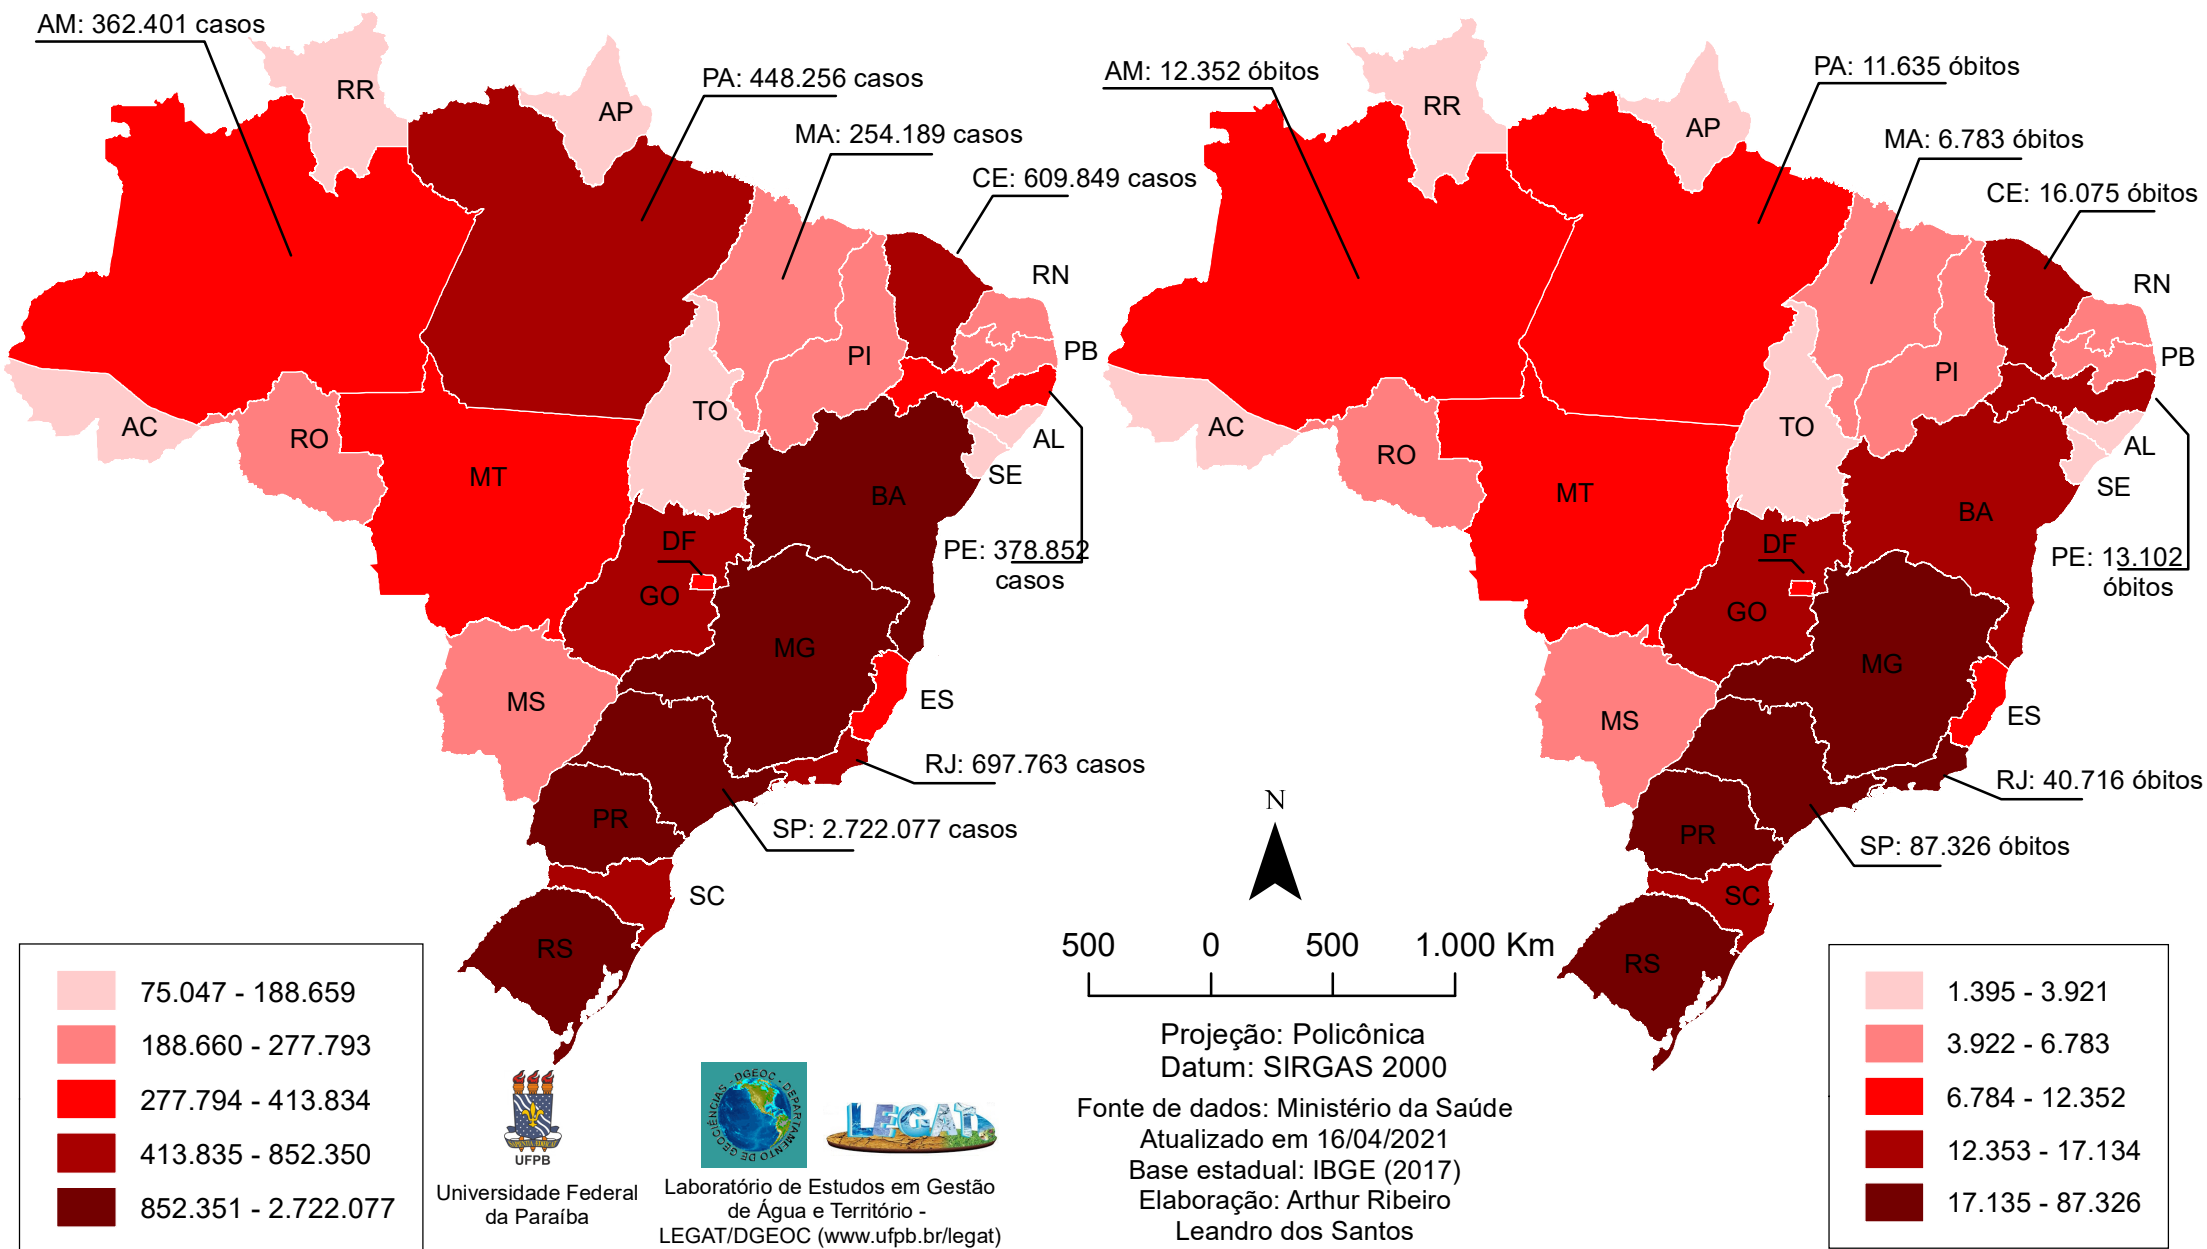 AM: 362.401 casos
RR
AP
PA: 448.256 casos
MA: 254.189 casos
CE: 609.849 casos
RN
PB
PI
TO
AC
RO
MT
AL
SE
BA
DF
GO
PE: 378.852
casos
MG
MS
ES
RJ: 697.763 casos
SP: 2.722.077 casos
PR
SC
RS
75.047 - 188.659
188.660 - 277.793
277.794 - 413.834
413.835 - 852.350
852.351 - 2.722.077
UFPB
Universidade Federal
da Paraíba
DGEOC - DEPARTAMENTO DE GEOCIÊNCIAS
LEGAT
Laboratório de Estudos em Gestão
de Água e Território -
LEGAT/DGEOC (www.ufpb.br/legat)
AM: 12.352 óbitos
RR
AP
PA: 11.635 óbitos
MA: 6.783 óbitos
CE: 16.075 óbitos
RN
PB
PI
TO
AC
RO
MT
AL
SE
BA
DF
GO
PE: 13.102
óbitos
MG
MS
ES
RJ: 40.716 óbitos
SP: 87.326 óbitos
PR
SC
RS
N
500 0 500 1.000 Km
Projeção: Policônica
Datum: SIRGAS 2000
Fonte de dados: Ministério da Saúde
Atualizado em 16/04/2021
Base estadual: IBGE (2017)
Elaboração: Arthur Ribeiro
Leandro dos Santos
1.395 - 3.921
3.922 - 6.783
6.784 - 12.352
12.353 - 17.134
17.135 - 87.326